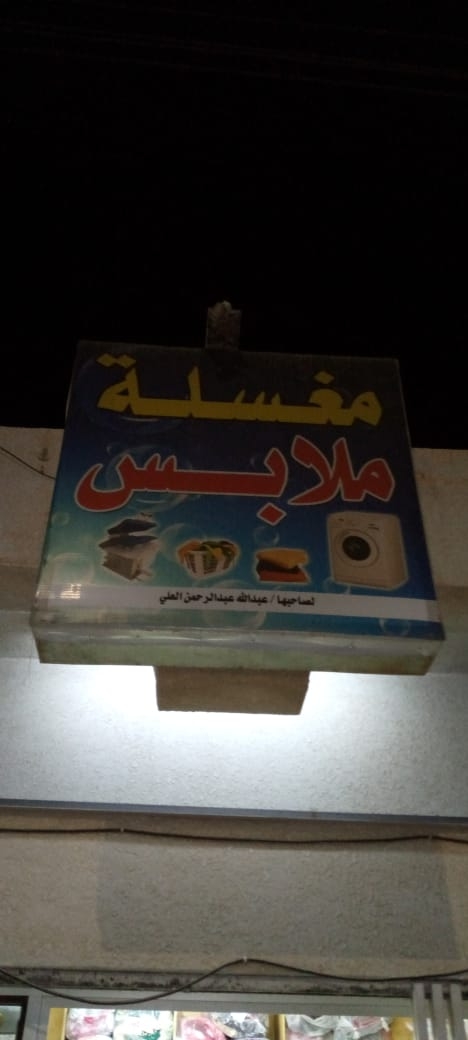 مغسلة
ملابس
لصاحبها / عبدالله عبدالرحمن العلي